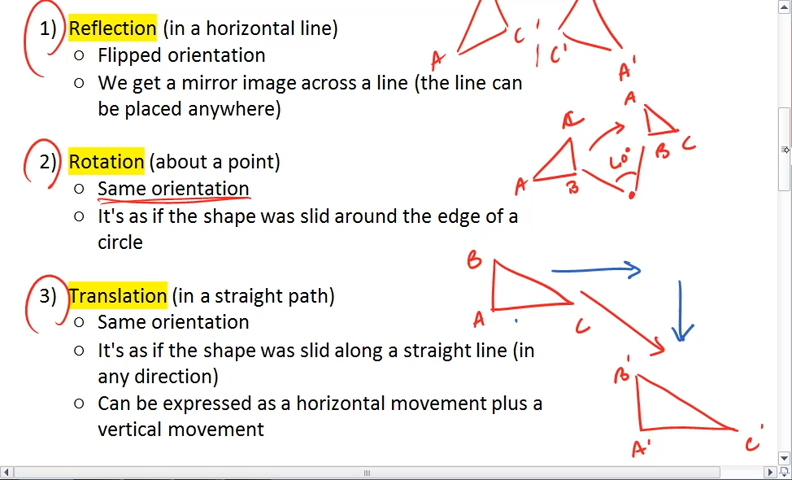 1) Reflection (in a horizontal line)
o Flipped orientation
o We get a mirror image across a line (the line can
be placed anywhere)
A C' C' A'
2) Rotation (about a point)
o Same orientation
o It's as if the shape was slid around the edge of a
circle
A
A B B C
60°
3) Translation (in a straight path)
o Same orientation
o It's as if the shape was slid along a straight line (in
any direction)
o Can be expressed as a horizontal movement plus a
vertical movement
B
A C
B'
A' C'